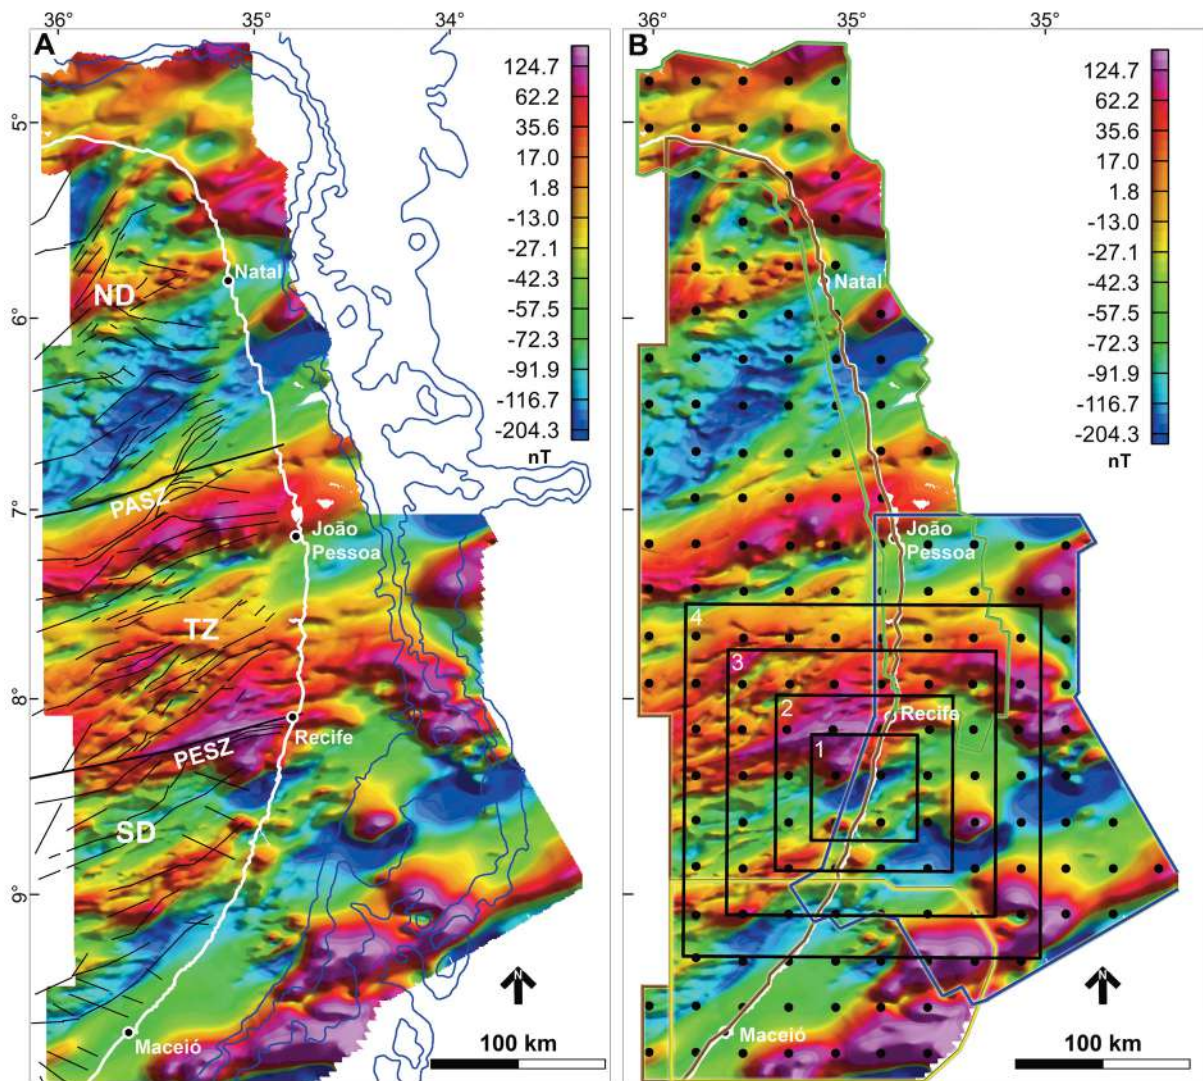 36°
35°
34°
36°
35°
35°
A
B
5°
6°
7°
8°
9°
124.7
62.2
35.6
17.0
1.8
-13.0
-27.1
-42.3
-57.5
-72.3
-91.9
-116.7
-204.3
nT
Natal
ND
PASZ
João
Pessoa
TZ
Recife
PESZ
SD
Maceió
N
100 km
124.7
62.2
35.6
17.0
1.8
-13.0
-27.1
-42.3
-57.5
-72.3
-91.9
-116.7
-204.3
nT
Natal
João
Pessoa
4
3
2
Recife
1
Maceió
N
100 km